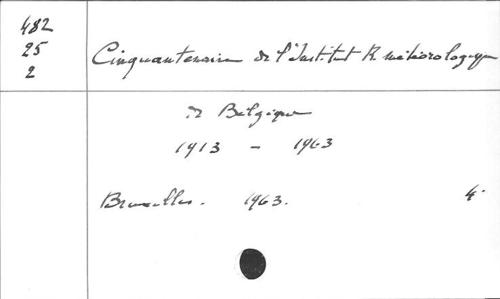 482
25
2
Cinquantenaire de l'Institut R. météorologique
de Belgique
1913 - 1963
Bruxelles. 1963. 4°